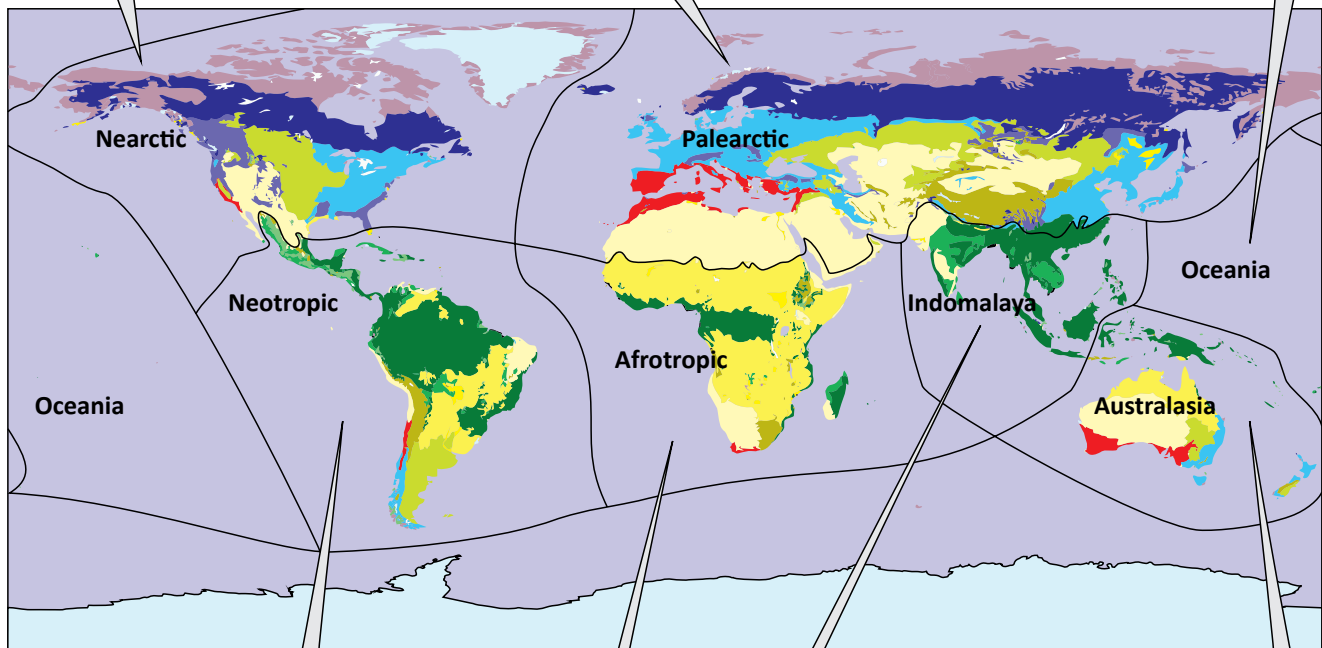 Nearctic
Palearctic
Oceania
Neotropic
Indomalaya
Afrotropic
Oceania
Australasia